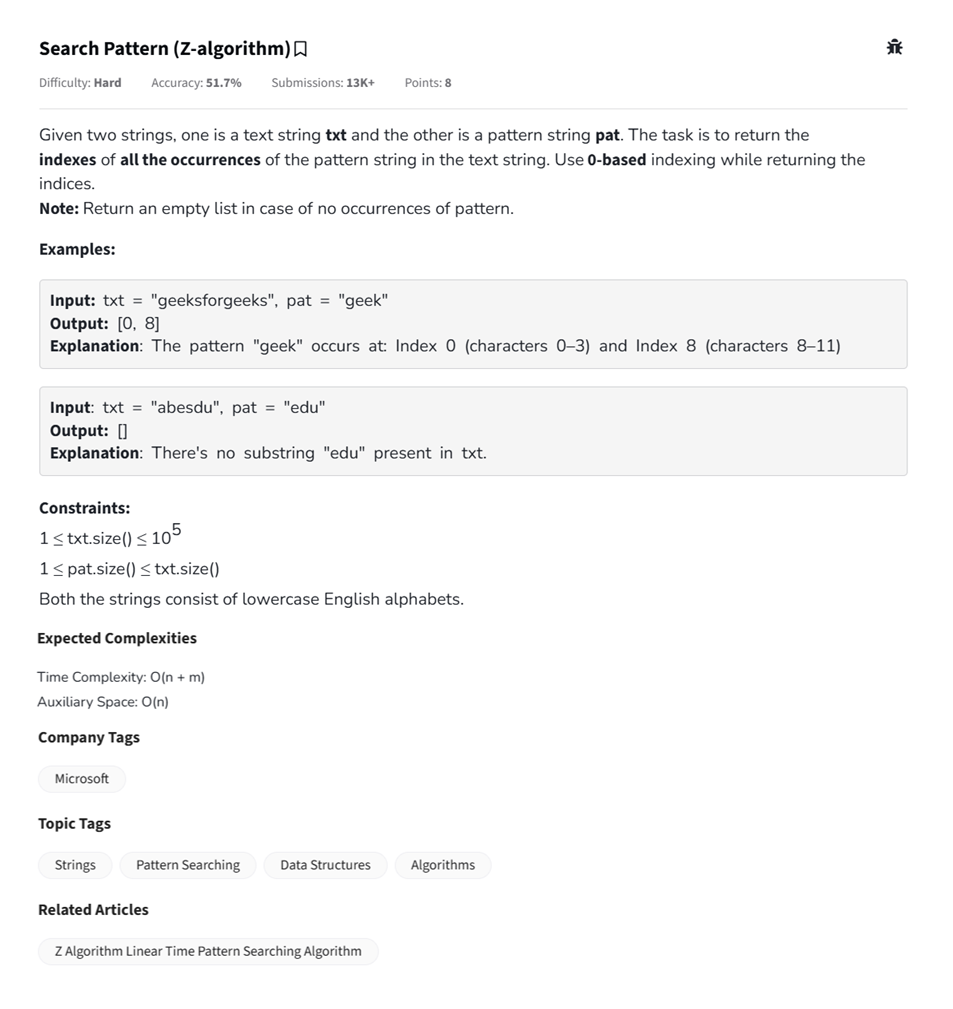 Search Pattern (Z-algorithm)
Difficulty: Hard Accuracy: 51.7% Submissions: 13K+ Points: 8
Given two strings, one is a text string txt and the other is a pattern string pat. The task is to return the
indexes of all the occurrences of the pattern string in the text string. Use 0-based indexing while returning the
indices.
Note: Return an empty list in case of no occurrences of pattern.
Examples:
Input: txt = "geeksforgeeks", pat = "geek"
Output: [0, 8]
Explanation: The pattern "geek" occurs at: Index 0 (characters 0–3) and Index 8 (characters 8–11)
Input: txt = "abesdu", pat = "edu"
Output: []
Explanation: There's no substring "edu" present in txt.
Constraints:
1 ≤ txt.size() ≤ 10⁵
1 ≤ pat.size() ≤ txt.size()
Both the strings consist of lowercase English alphabets.
Expected Complexities
Time Complexity: O(n + m)
Auxiliary Space: O(n)
Company Tags
Microsoft
Topic Tags
Strings Pattern Searching Data Structures Algorithms
Related Articles
Z Algorithm Linear Time Pattern Searching Algorithm